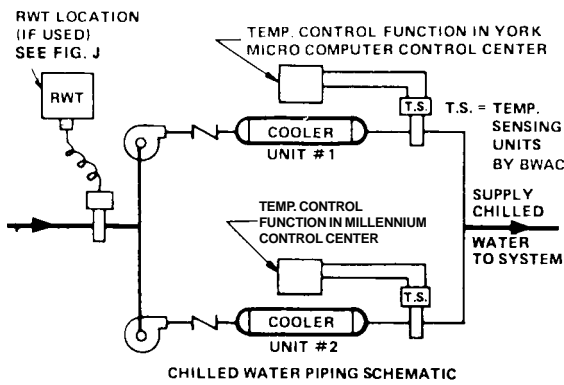 RWT LOCATION
(IF USED)
SEE FIG. J
RWT
TEMP. CONTROL FUNCTION IN YORK
MICRO COMPUTER CONTROL CENTER
T.S.
T.S. = TEMP.
SENSING
UNITS
BY BWAC
COOLER
UNIT #1
TEMP. CONTROL
FUNCTION IN MILLENNIUM
CONTROL CENTER
SUPPLY
CHILLED
WATER
TO SYSTEM
T.S.
COOLER
UNIT #2
CHILLED WATER PIPING SCHEMATIC